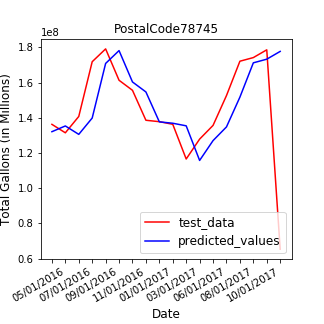 PostalCode78745
1e8
1.8
1.6
1.4
1.2
1.0
0.8
0.6
Total Gallons (in Millions)
test_data
predicted_values
05/01/2016
07/01/2016
09/01/2016
11/01/2016
01/01/2017
03/01/2017
06/01/2017
08/01/2017
10/01/2017
Date